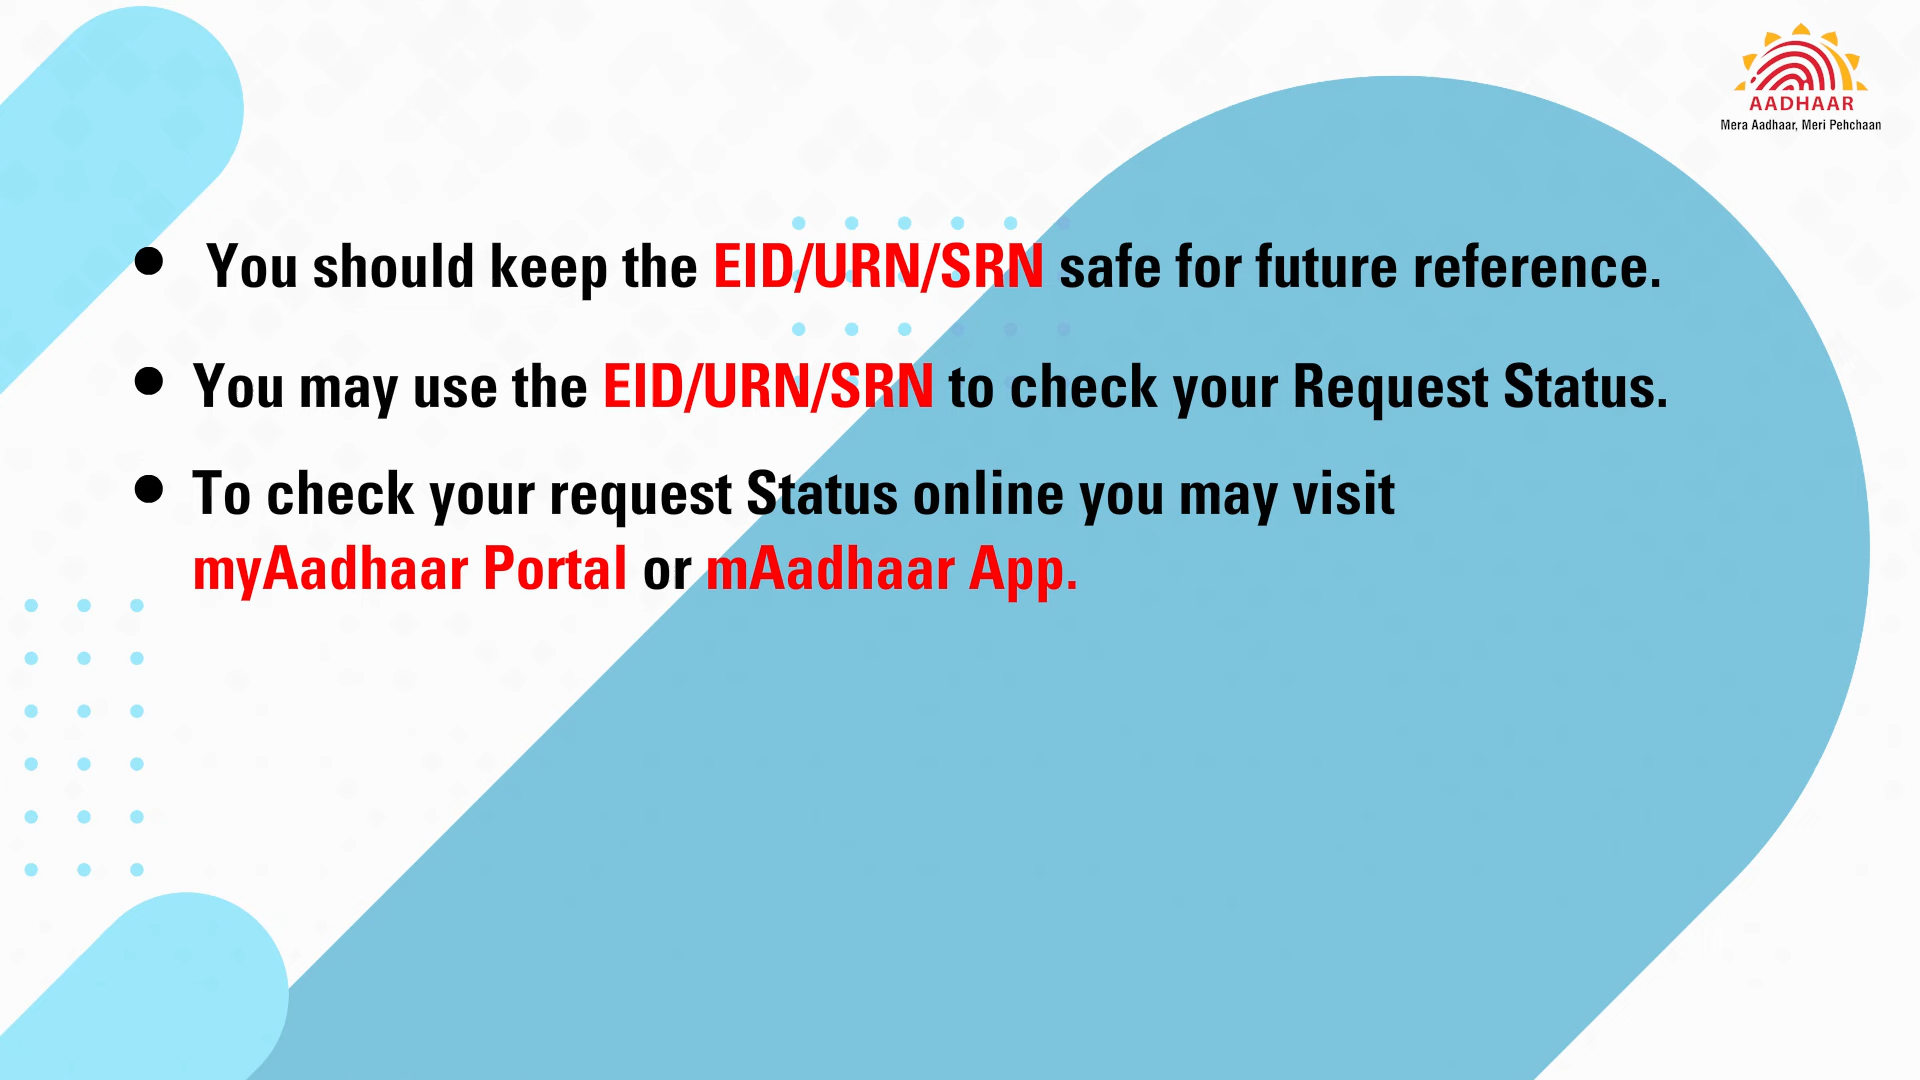 AADHAAR
Mera Aadhaar, Meri Pehchaan
• You should keep the EID/URN/SRN safe for future reference.
• You may use the EID/URN/SRN to check your Request Status.
• To check your request Status online you may visit
myAadhaar Portal or mAadhaar App.